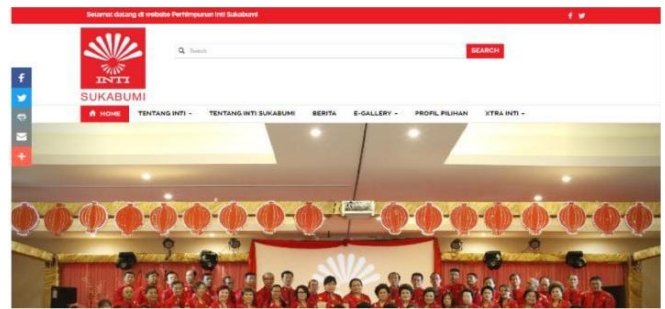 Selamat datang di website Perhimpunan Inti Sukabumi
INTI
SUKABUMI
Search
SEARCH
HOME
TENTANG INTI
TENTANG INTI SUKABUMI
BERITA
E-GALLERY
PROFIL PILIHAN
XTRA INTI